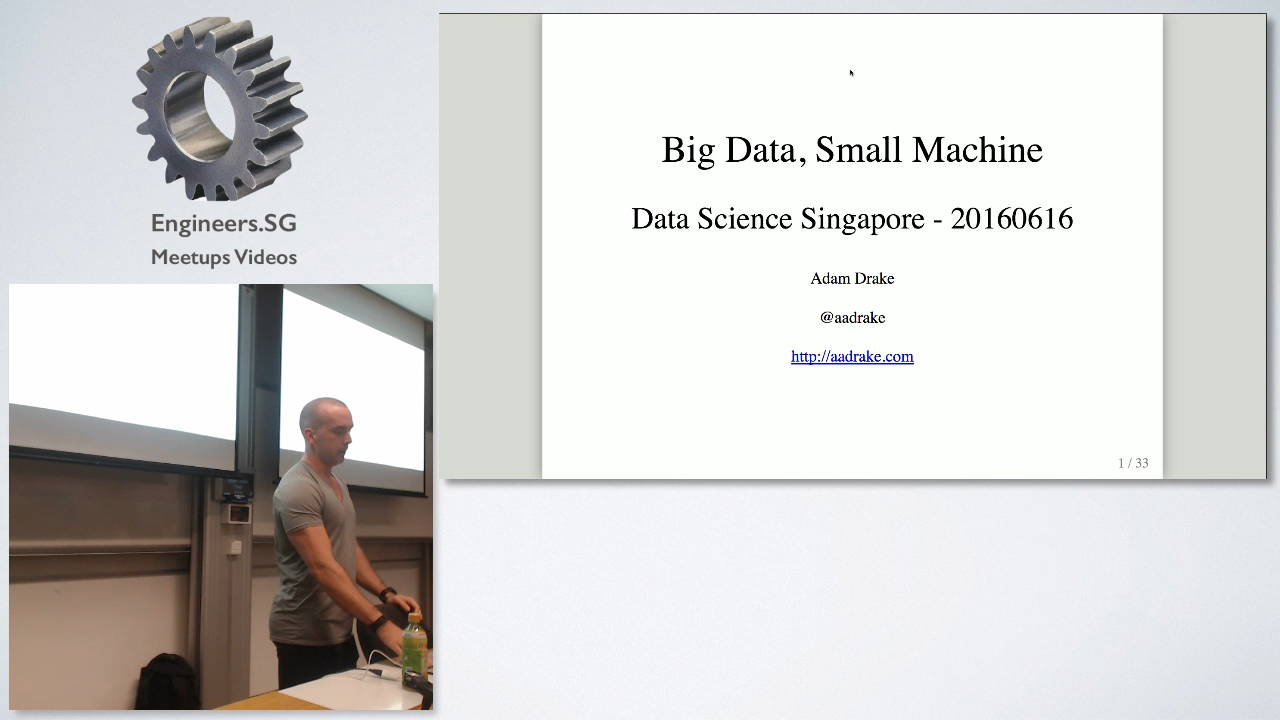 Engineers.SG
Meetups Videos
Big Data, Small Machine
Data Science Singapore - 20160616
Adam Drake
@aadrake
http://aadrake.com
1 / 33